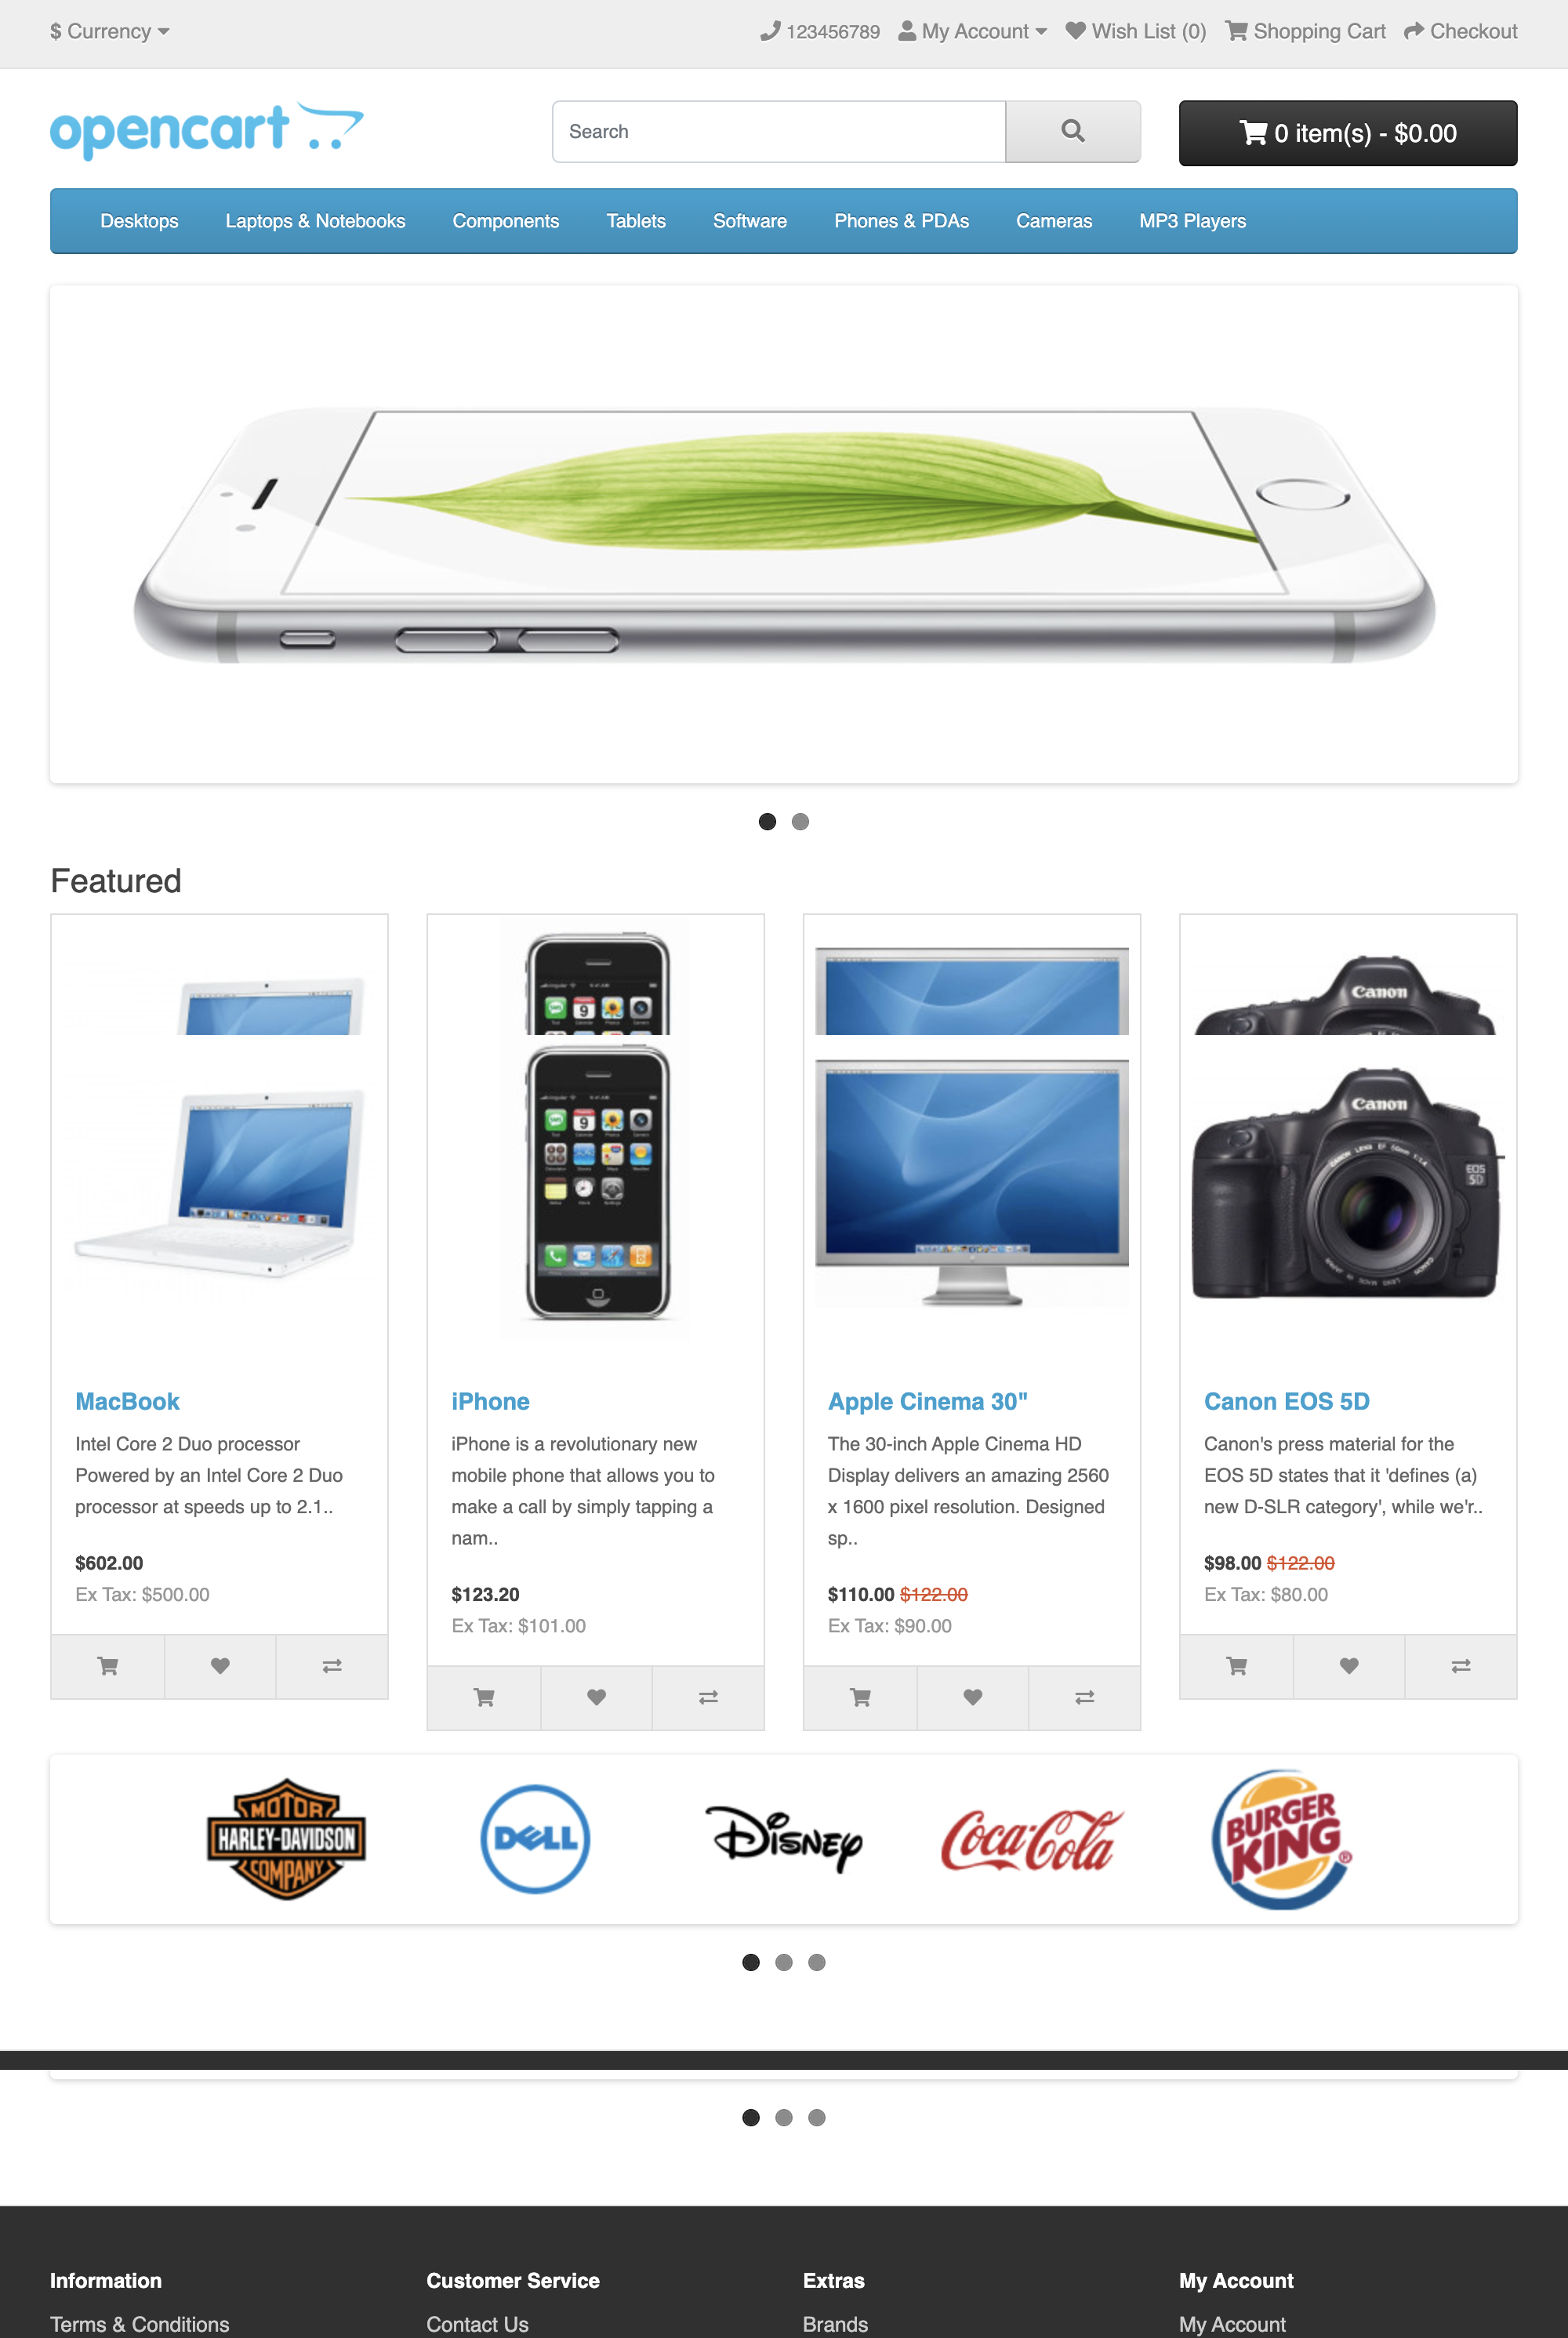 $ Currency
123456789 My Account Wish List (0) Shopping Cart Checkout
opencart
Search
0 item(s) - $0.00
Desktops Laptops & Notebooks Components Tablets Software Phones & PDAs Cameras MP3 Players
Featured
Canon
Canon
EOS
5D
MacBook
Intel Core 2 Duo processor
Powered by an Intel Core 2 Duo
processor at speeds up to 2.1..
$602.00
Ex Tax: $500.00
iPhone
iPhone is a revolutionary new
mobile phone that allows you to
make a call by simply tapping a
nam..
$123.20
Ex Tax: $101.00
Apple Cinema 30"
The 30-inch Apple Cinema HD
Display delivers an amazing 2560
x 1600 pixel resolution. Designed
sp..
$110.00 $122.00
Ex Tax: $90.00
Canon EOS 5D
Canon's press material for the
EOS 5D states that it 'defines (a)
new D-SLR category', while we'r..
$98.00 $122.00
Ex Tax: $80.00
MOTOR
HARLEY-DAVIDSON
COMPANY
DELL
Disney
Coca-Cola
BURGER
KING
Information
Terms & Conditions
Customer Service
Contact Us
Extras
Brands
My Account
My Account